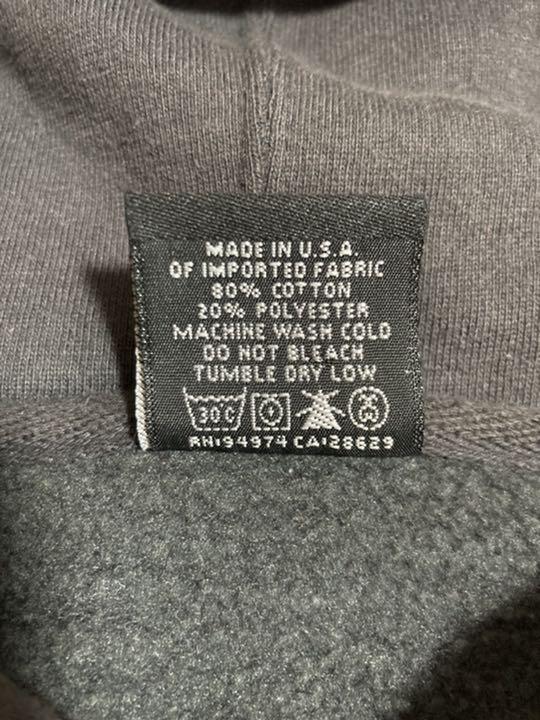 MADE IN U.S.A.
OF IMPORTED FABRIC
80% COTTON
20% POLYESTER
MACHINE WASH COLD
DO NOT BLEACH
TUMBLE DRY LOW
30C
RN:94974 CA:28629